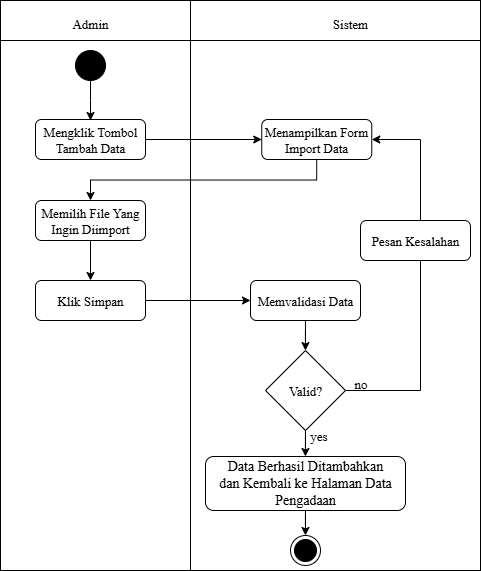 Admin
Sistem
Mengklik Tombol
Tambah Data
Menampilkan Form
Import Data
Memilih File Yang
Ingin Diimport
Pesan Kesalahan
Klik Simpan
Memvalidasi Data
Valid?
no
yes
Data Berhasil Ditambahkan
dan Kembali ke Halaman Data
Pengadaan